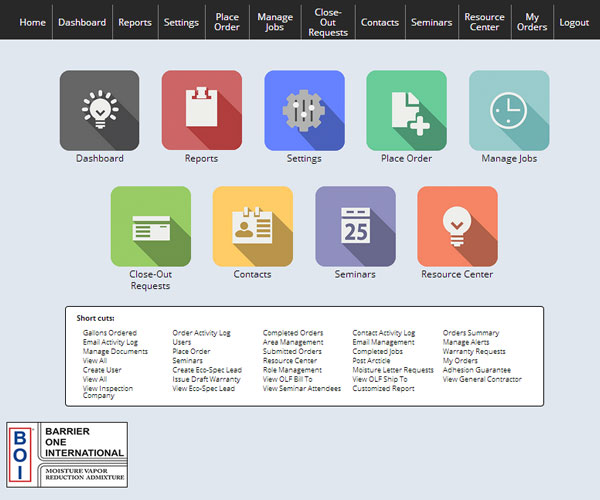 Home Dashboard Reports Settings Place Order Manage Jobs Close-Out Requests Contacts Seminars Resource Center My Orders Logout
Dashboard Reports Settings Place Order Manage Jobs
25
Close-Out Requests Contacts Seminars Resource Center
Short cuts:
Gallons Ordered Order Activity Log Completed Orders Contact Activity Log Orders Summary
Email Activity Log Users Area Management Email Management Manage Alerts
Manage Documents Place Order Submitted Orders Completed Jobs Warranty Requests
View All Seminars Resource Center Post Arcticle My Orders
Create User Create Eco-Spec Lead Role Management Moisture Letter Requests Adhesion Guarantee
View All Issue Draft Warranty View OLF Bill To View OLF Ship To View General Contractor
View Inspection Company View Eco-Spec Lead View Seminar Attendees Customized Report
BOI
BARRIER
ONE
INTERNATIONAL
MOISTURE VAPOR
REDUCTION ADMIXTURE